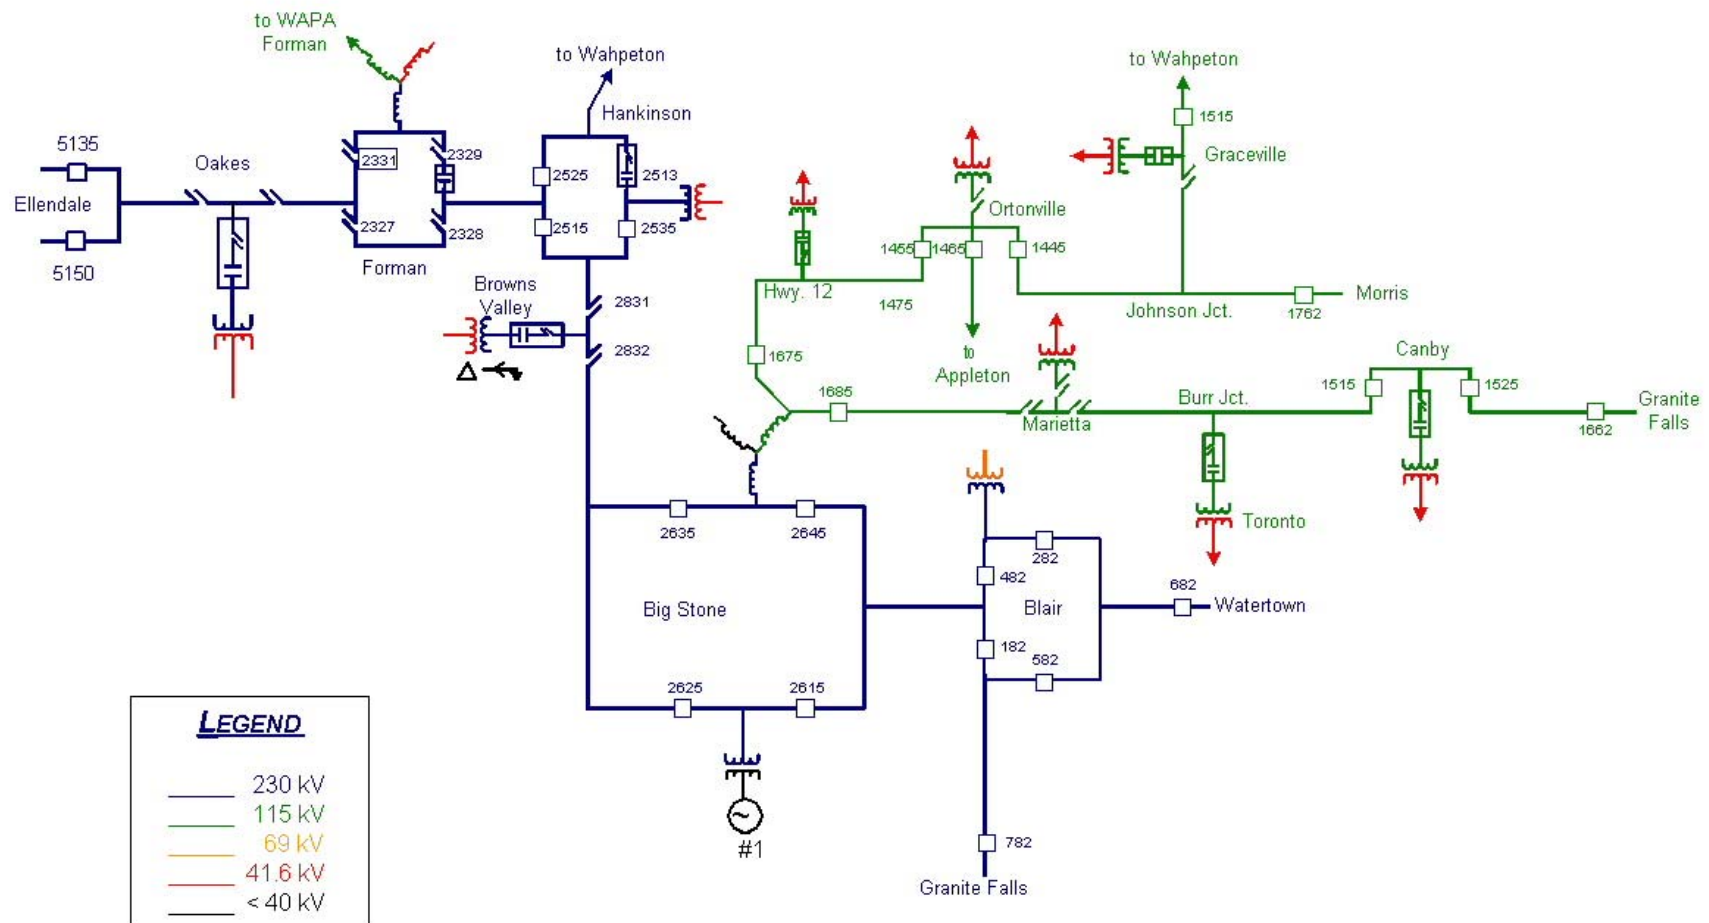 to WAPA
Forman
to Wahpeton
Hankinson
to Wahpeton
1515
Graceville
5135
Oakes
2331
2329
2525
2513
Ellendale
2327
2328
2515
2535
5150
Forman
Ortonville
1455
1465
1445
Hwy. 12
1475
Johnson Jct.
1762
Morris
Browns
Valley
2831
2832
1675
to
Appleton
Canby
1685
Marietta
Burr Jct.
1515
1525
1662
Granite
Falls
Toronto
2635
2645
282
482
Big Stone
Blair
682
Watertown
182
582
2625
2615
#1
782
Granite Falls
LEGEND
230 kV
115 kV
69 kV
41.6 kV
< 40 kV